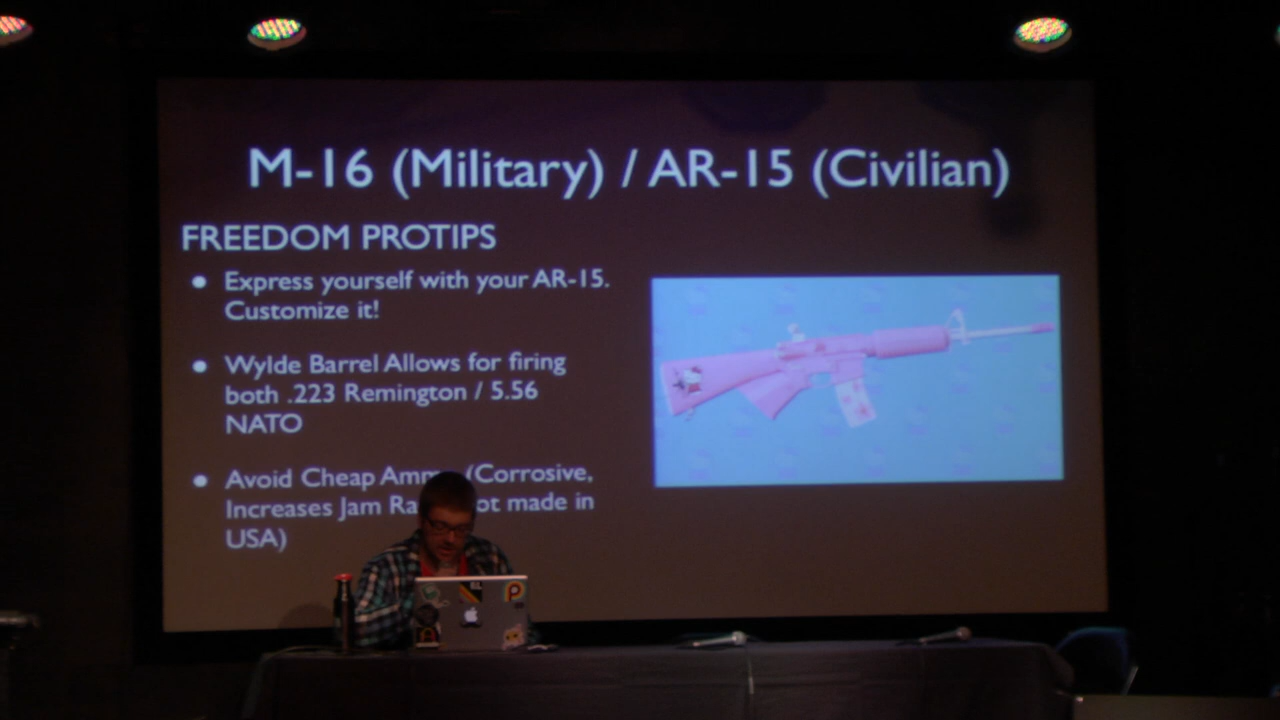 M-16 (Military) / AR-15 (Civilian)
FREEDOM PROTIPS
• Express yourself with your AR-15.
Customize it!
• Wylde Barrel Allows for firing
both .223 Remington / 5.56
NATO
• Avoid Cheap Amm (Corrosive,
Increases Jam Ra ot made in
USA)